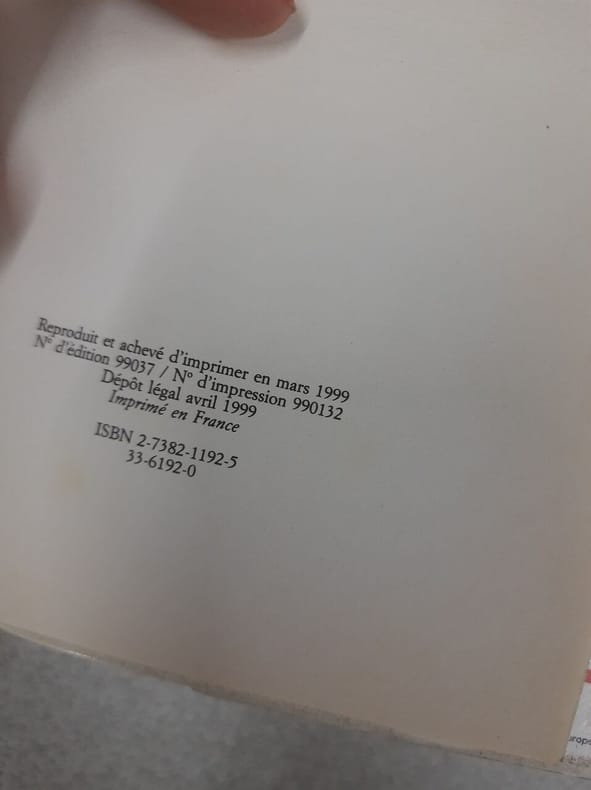 Reproduit et achevé d'imprimer en mars 1999
N° d'édition 99037 / N° d'impression 990132
Dépôt légal avril 1999
Imprimé en France
ISBN 2-7382-1192-5
33-6192-0